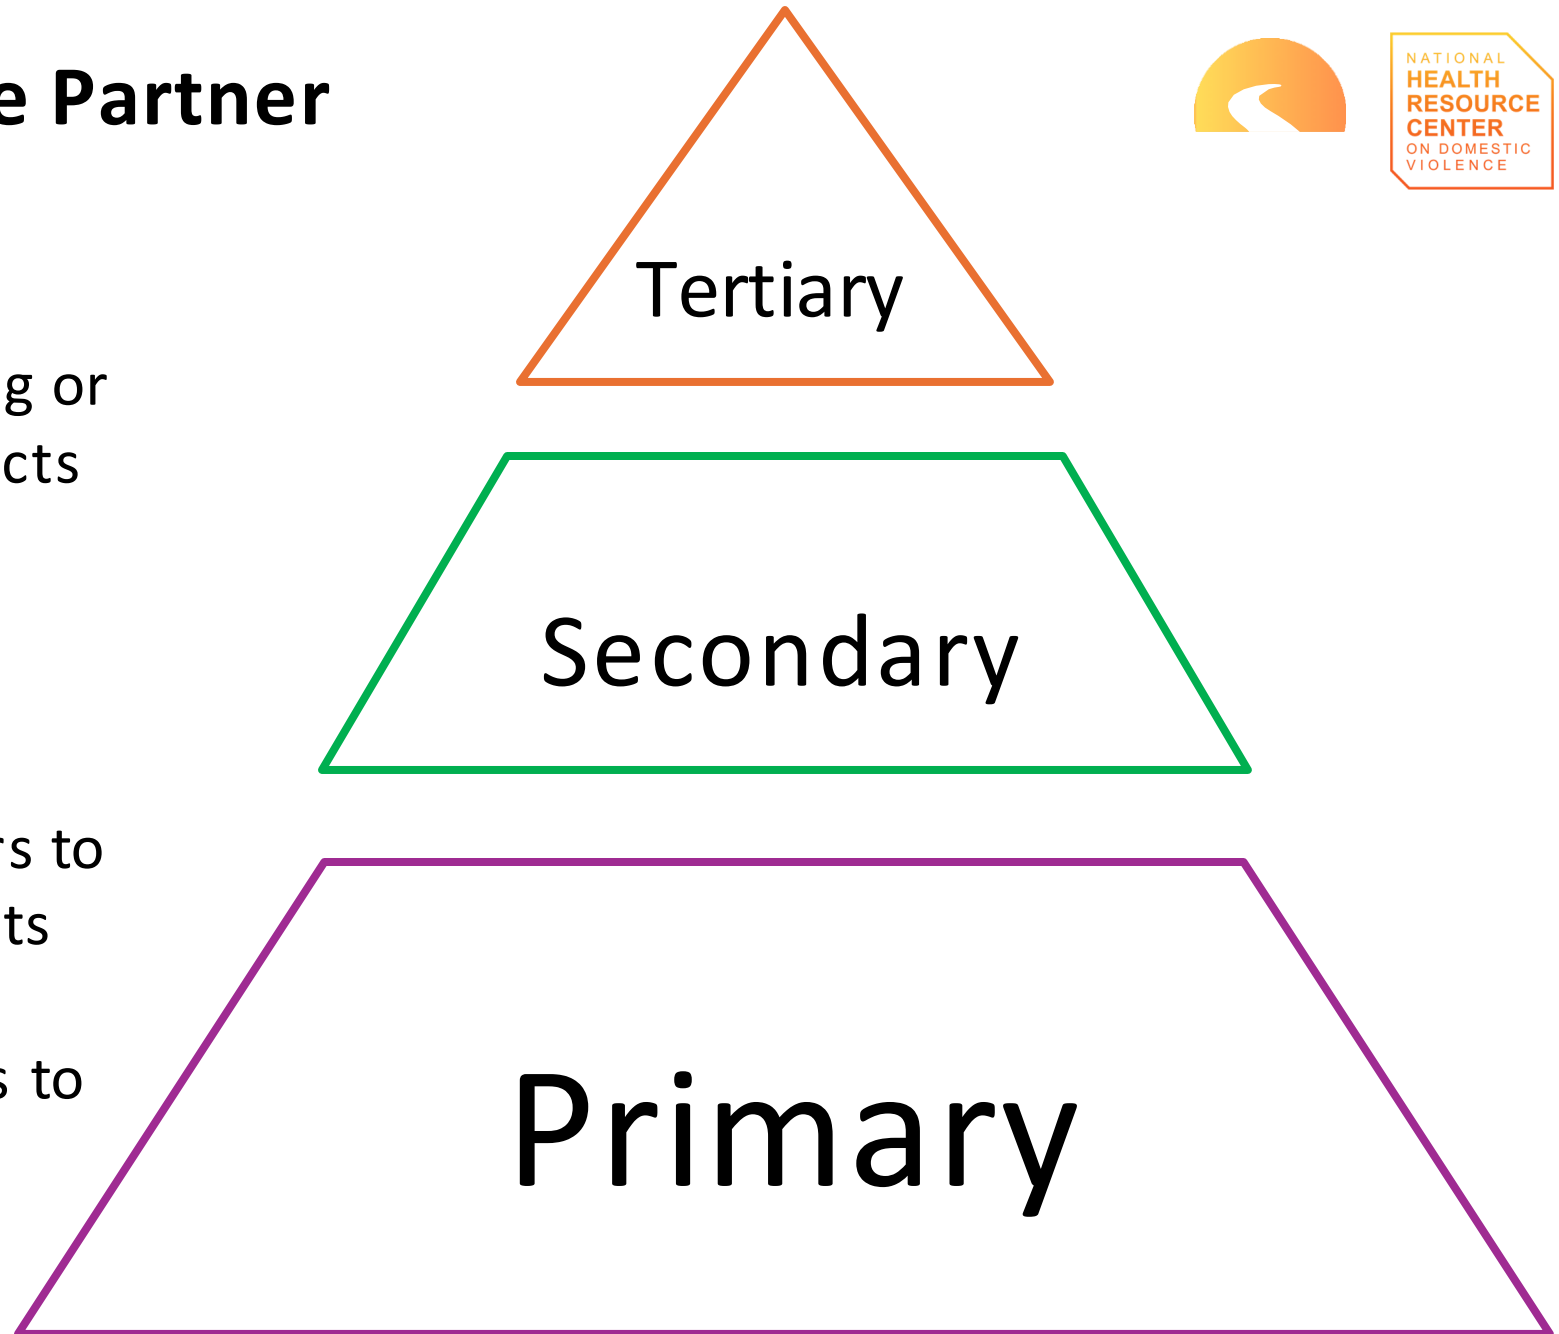 e Partner
NATIONAL
HEALTH
RESOURCE
CENTER
ON DOMESTIC
VIOLENCE
Tertiary
g or
cts
Secondary
rs to
ts
s to
Primary